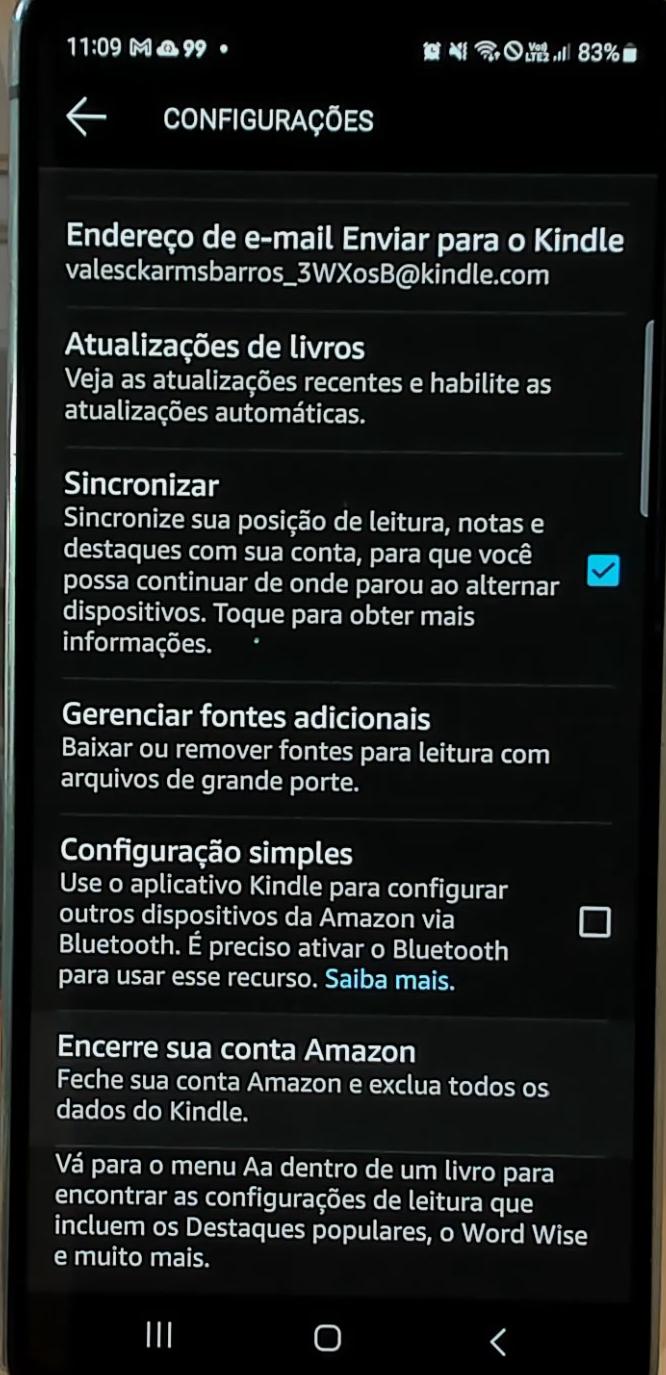 11:09 99 • Vo) LTE2 83%
CONFIGURAÇÕES
Endereço de e-mail Enviar para o Kindle
valesckarmsbarros_3WXosB@kindle.com
Atualizações de livros
Veja as atualizações recentes e habilite as
atualizações automáticas.
Sincronizar
Sincronize sua posição de leitura, notas e
destaques com sua conta, para que você
possa continuar de onde parou ao alternar
dispositivos. Toque para obter mais
informações.
Gerenciar fontes adicionais
Baixar ou remover fontes para leitura com
arquivos de grande porte.
Configuração simples
Use o aplicativo Kindle para configurar
outros dispositivos da Amazon via
Bluetooth. É preciso ativar o Bluetooth
para usar esse recurso. Saiba mais.
Encerre sua conta Amazon
Feche sua conta Amazon e exclua todos os
dados do Kindle.
Vá para o menu Aa dentro de um livro para
encontrar as configurações de leitura que
incluem os Destaques populares, o Word Wise
e muito mais.